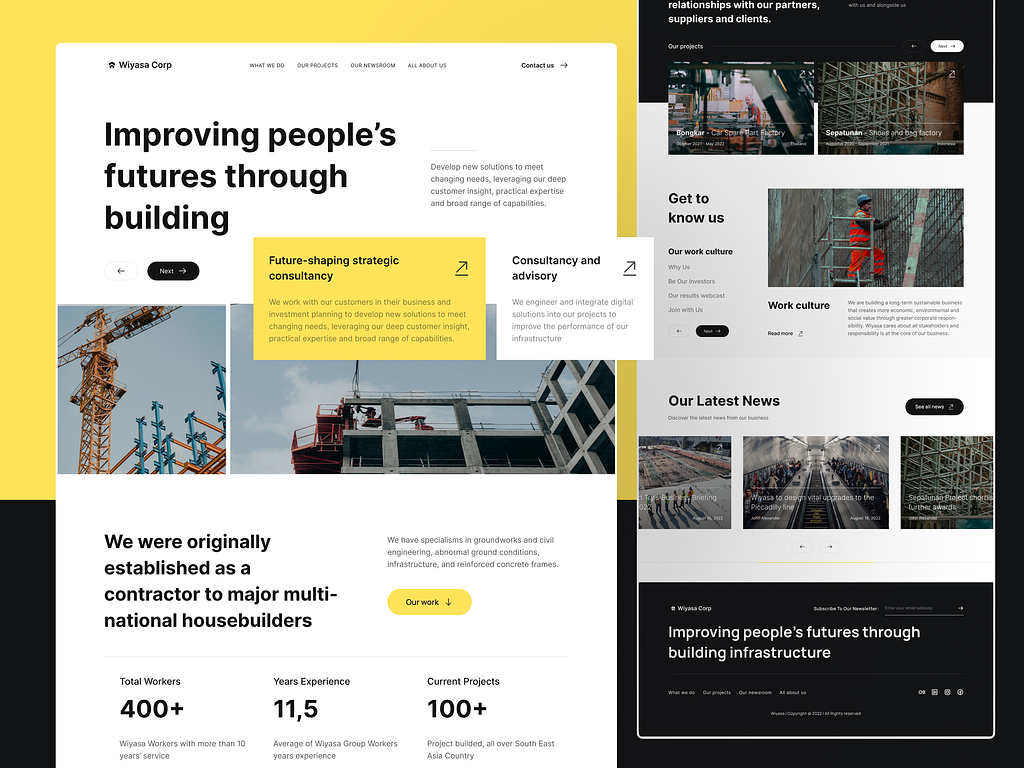 Wiyasa Corp
WHAT WE DO
OUR PROJECTS
OUR NEWSROOM
ALL ABOUT US
Contact us
Improving people's
futures through
building
Develop new solutions to meet
changing needs, leveraging our deep
customer insight, practical expertise
and broad range of capabilities.
Next
Future-shaping strategic
consultancy
We work with our customers in their business and
investment planning to develop new solutions to meet
changing needs, leveraging our deep customer insight,
practical expertise and broad range of capabilities.
Consultancy and
advisory
We engineer and integrate digital
solutions into our projects to
improve the performance of our
infrastructure
We were originally
established as a
contractor to major multi-
national housebuilders
We have specialisms in groundworks and civil
engineering, abnormal ground conditions,
infrastructure, and reinforced concrete frames.
Our work
Total Workers
400+
Wiyasa Workers with more than 10
years' service
Years Experience
11,5
Average of Wiyasa Group Workers
years experience
Current Projects
100+
Project builded, all over South East
Asia Country
relationships with our partners,
suppliers and clients.
with us and alongside us
Our projects
Next
Bongkar - Car Spare Part Factory
October 2021 - May 2022
Thailand
Sepatunan - Shoes and bag factory
Augustus 2020 - September 2021
Indonesia
Get to
know us
Our work culture
Why Us
Be Our Investors
Our results webcast
Join with Us
Next
Work culture
Read more
We are building a long-term sustainable business
that creates more economic, environmental and
social value through greater corporate respon-
sibility. Wiyasa cares about all stakeholders and
responsibility is at the core of our business.
Our Latest News
Discover the latest news from our business
See all news
Business Briefing
022
August 16, 2022
Wiyasa to design vital upgrades to the
Piccadilly line
John Alexander
August 16, 2022
Sepatunan Project shortlis
further awards
John Alexander
Wiyasa Corp
Subscribe To Our Newsletter:
Enter your email address
Improving people's futures through
building infrastructure
What we do
Our projects
Our newsroom
All about us
Wiyasa | Copyright @ 2022 | All Rights reserved